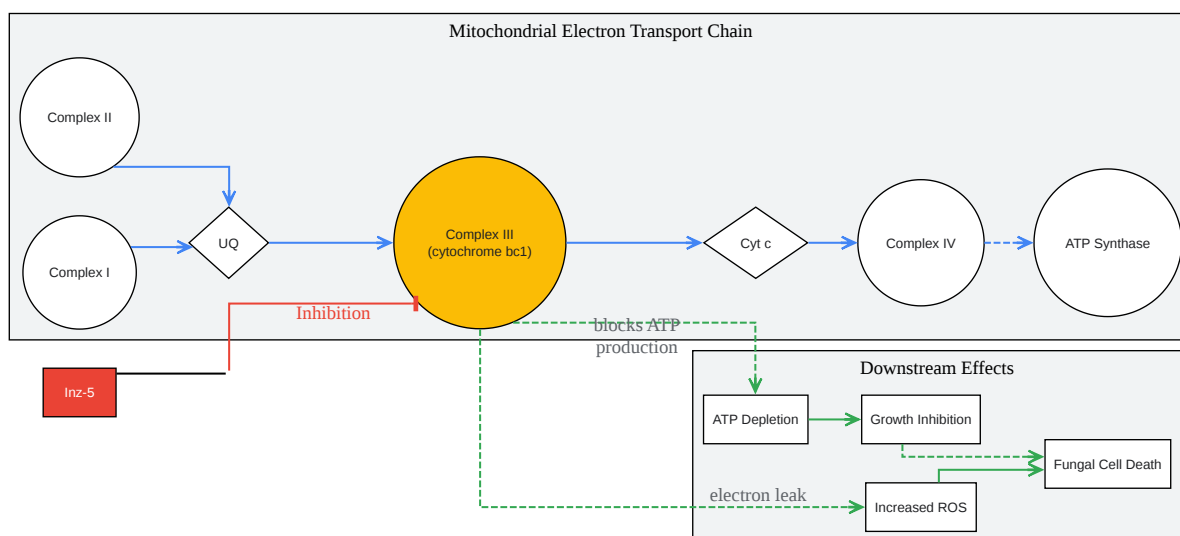 Mitochondrial Electron Transport Chain
Complex II
Complex I
UQ
Complex III
(cytochrome bc1)
Cyt c
Complex IV
ATP Synthase
Inhibition
Inz-5
blocks ATP
production
Downstream Effects
ATP Depletion
Growth Inhibition
Fungal Cell Death
electron leak
Increased ROS